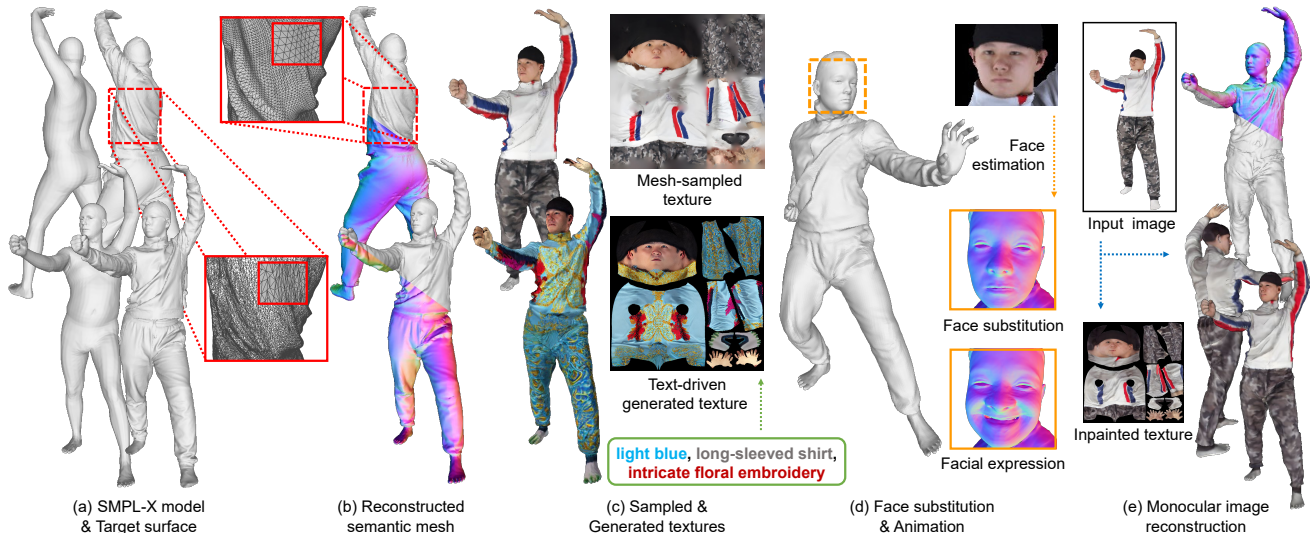 Mesh-sampled
texture
Text-driven
generated texture
light blue, long-sleeved shirt,
intricate floral embroidery
Face
estimation
Face substitution
Facial expression
Input image
Inpainted texture
(a) SMPL-X model
& Target surface
(b) Reconstructed
semantic mesh
(c) Sampled &
Generated textures
(d) Face substitution
& Animation
(e) Monocular image
reconstruction